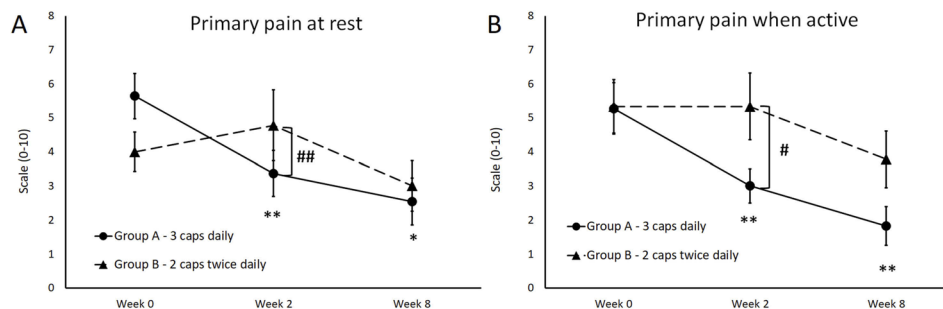 A
Primary pain at rest
8
7
6
5
4
3
2
1
0
Scale (0-10)
##
**
*
Group A - 3 caps daily
Group B - 2 caps twice daily
Week 0 Week 2 Week 8
B
Primary pain when active
8
7
6
5
4
3
2
1
0
Scale (0-10)
#
**
**
Group A - 3 caps daily
Group B - 2 caps twice daily
Week 0 Week 2 Week 8